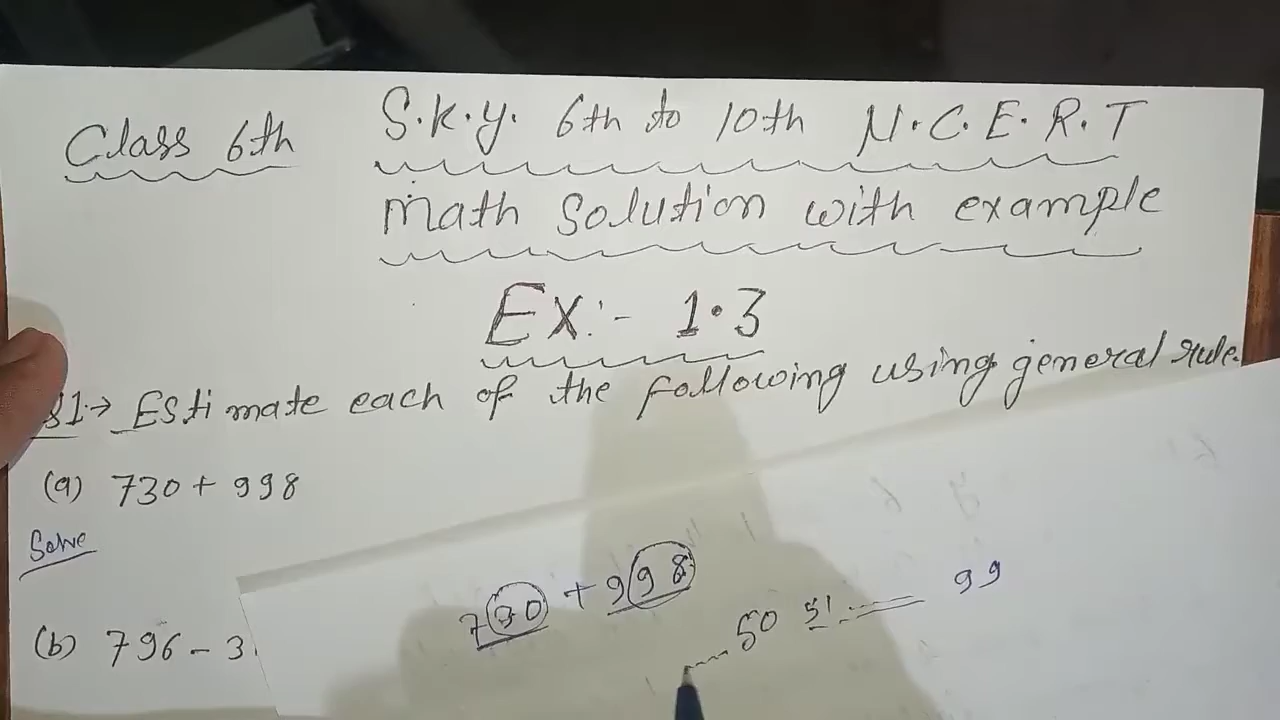 Class 6th
S.K.Y. 6th to 10th N.C.E.R.T
math solution with example
Ex:- 1.3
Q1:→ Estimate each of the following using general rule.
(a) 730 + 998
Solve
730 + 998
50 51 99
(b) 796 - 3